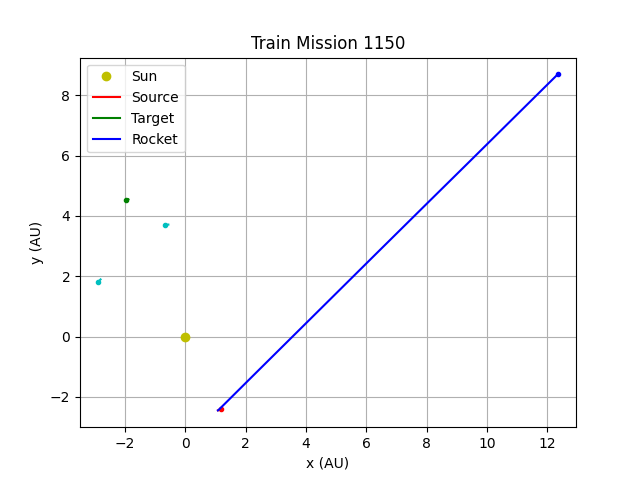 Train Mission 1150
Sun
Source
Target
Rocket
8
6
4
2
0
−2
y (AU)
−2 0 2 4 6 8 10 12
x (AU)